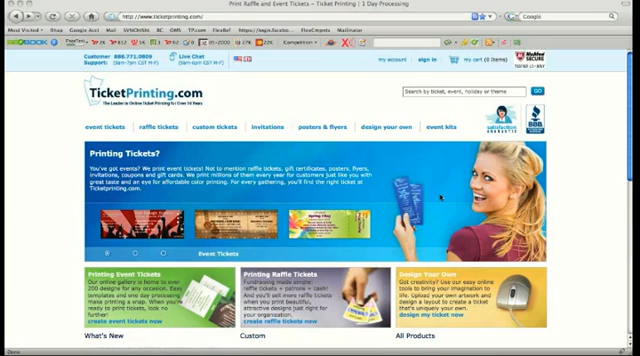 Print Raffle and Event Tickets – Ticket Printing | 1 Day Processing
http://www.ticketprinting.com/
Google
Most Visited
Customer Support: 886.771.0809
Live Chat
my account
sign in
my cart (0 items)
McAfee SECURE
TicketPrinting.com
The Leader in Online Ticket Printing for Over 10 Years
Search by ticket, event, holiday or theme
GO
event tickets
raffle tickets
custom tickets
invitations
posters & flyers
design your own
event kits
satisfaction
BBB
Printing Tickets?
You've got events? We print event tickets! Not to mention raffle tickets, gift certificates, posters, flyers,
invitations, coupons and gift cards. We print millions of them every year for customers just like you with
great taste and an eye for affordable color printing. For every gathering, you'll find the right ticket at
Ticketprinting.com.
Event Tickets
Printing Event Tickets
Our online gallery is home to over
200 designs for any occasion. Easy
templates and one day processing
make printing a snap. When you're
ready to print tickets, look no
further!
create event tickets now
Printing Raffle Tickets
Fundraising made simple:
raffle tickets + patrons = cash!
And you'll sell more raffle tickets
when you print beautiful,
attractive designs just right for
your organization.
create raffle tickets now
Design Your Own
Got creativity? Use our easy online
tools to bring your imagination to
life. Upload your own artwork and
design a layout to create a ticket
that's uniquely your own.
design my ticket now
What's New
Custom
All Products